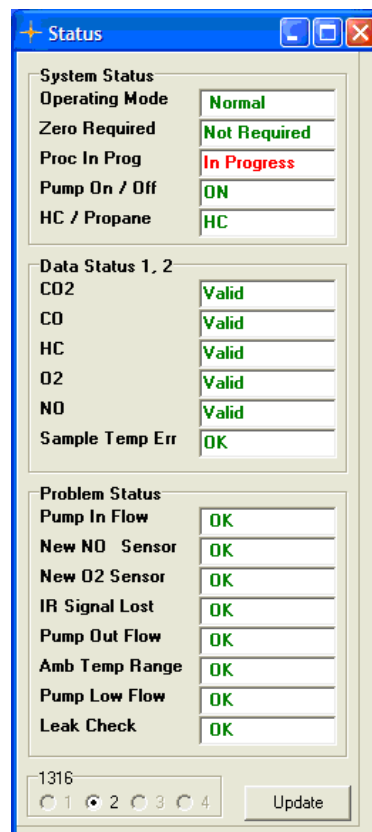 Status
System Status
Operating Mode Normal
Zero Required Not Required
Proc In Prog In Progress
Pump On / Off ON
HC / Propane HC
Data Status 1, 2
CO2 Valid
CO Valid
HC Valid
O2 Valid
NO Valid
Sample Temp Err OK
Problem Status
Pump In Flow OK
New NO Sensor OK
New O2 Sensor OK
IR Signal Lost OK
Pump Out Flow OK
Amb Temp Range OK
Pump Low Flow OK
Leak Check OK
1316
1 2 3 4 Update